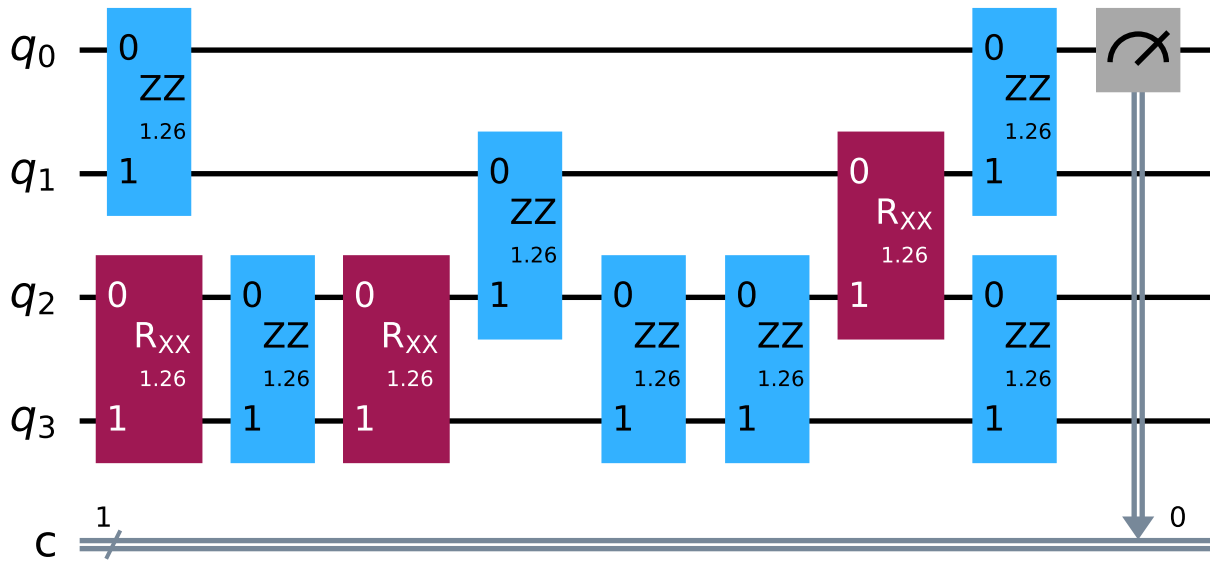 q0 0 ZZ 1.26 0 ZZ 1.26
q1 1 0 ZZ 1.26 0 RXX 1.26 1
q2 0 RXX 1.26 0 ZZ 1.26 0 RXX 1.26 1 0 ZZ 1.26 0 ZZ 1.26 1 0 ZZ 1.26
q3 1 1 1 1 1 1
c 1 0